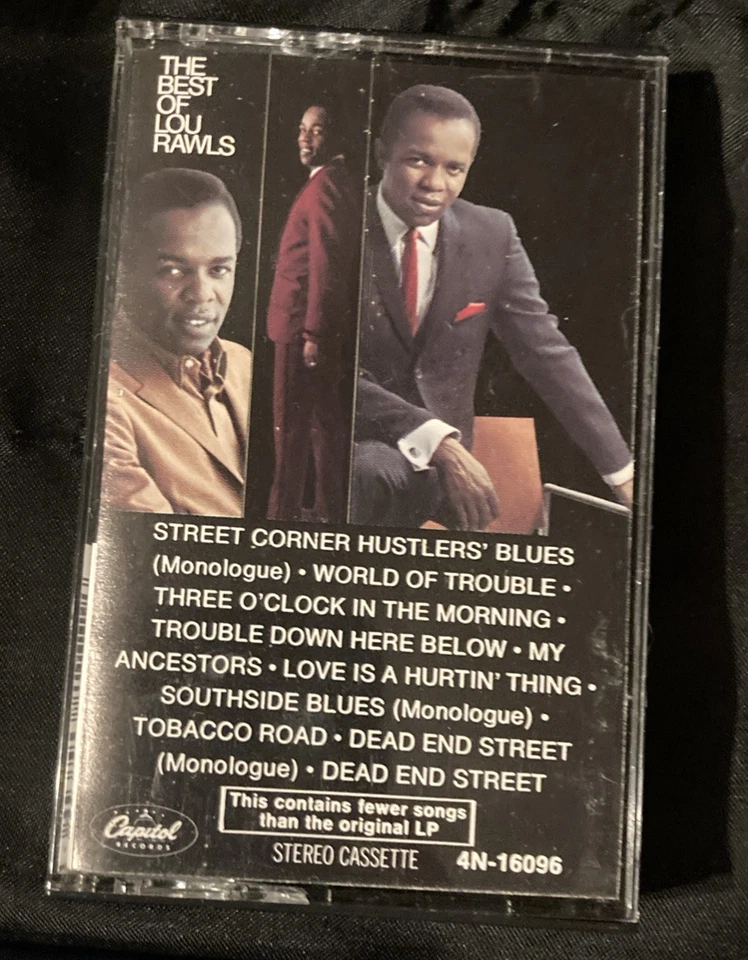 THE
BEST
OF
LOU
RAWLS
STREET CORNER HUSTLERS' BLUES
(Monologue) • WORLD OF TROUBLE •
THREE O'CLOCK IN THE MORNING •
TROUBLE DOWN HERE BELOW • MY
ANCESTORS • LOVE IS A HURTIN' THING •
SOUTHSIDE BLUES (Monologue) •
TOBACCO ROAD • DEAD END STREET
(Monologue) • DEAD END STREET
This contains fewer songs
than the original LP
Capitol
RECORDS
STEREO CASSETTE 4N-16096